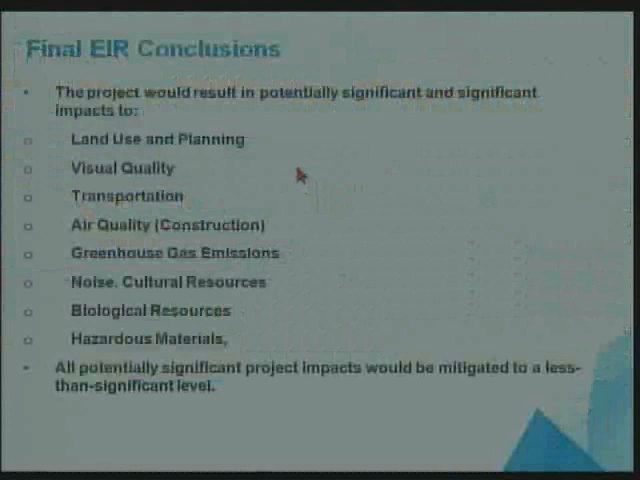 Final EIR Conclusions
• The project would result in potentially significant and significant
impacts to:
o Land Use and Planning
o Visual Quality
o Transportation
o Air Quality (Construction)
o Greenhouse Gas Emissions
o Noise. Cultural Resources
o Biological Resources
o Hazardous Materials,
• All potentially significant project impacts would be mitigated to a less-
than-significant level.